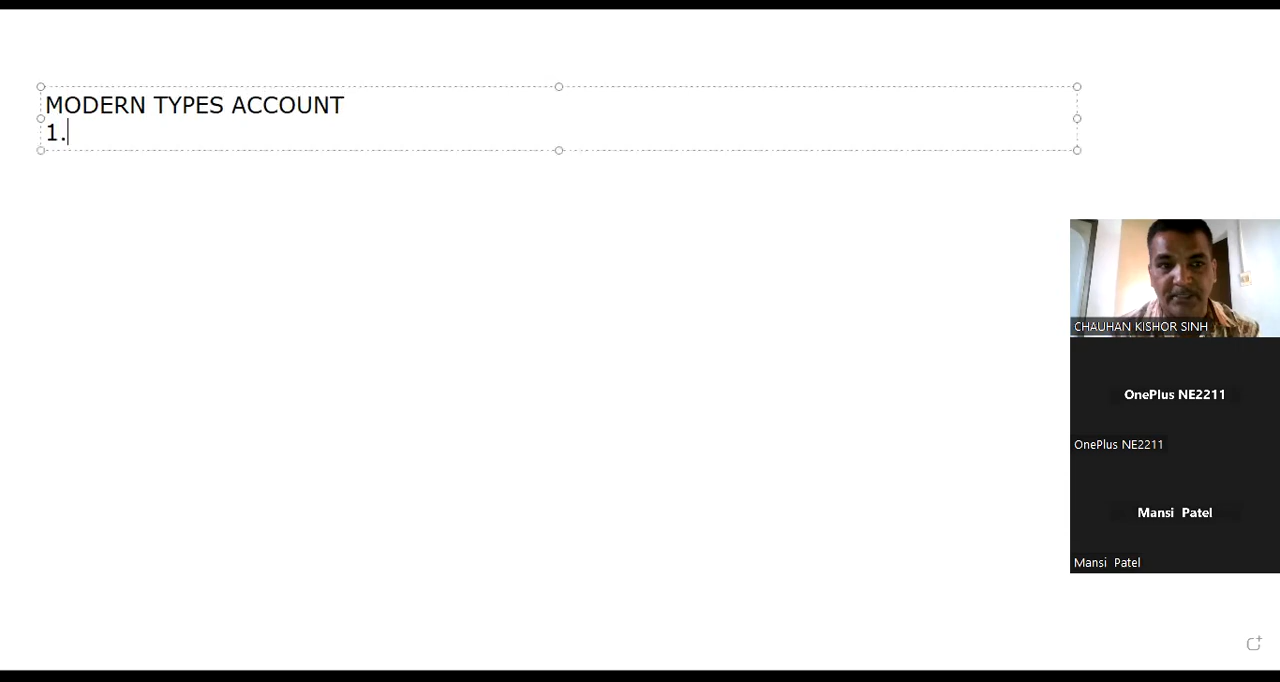 MODERN TYPES ACCOUNT
1.
CHAUHAN KISHOR SINH
OnePlus NE2211
OnePlus NE2211
Mansi Patel
Mansi Patel